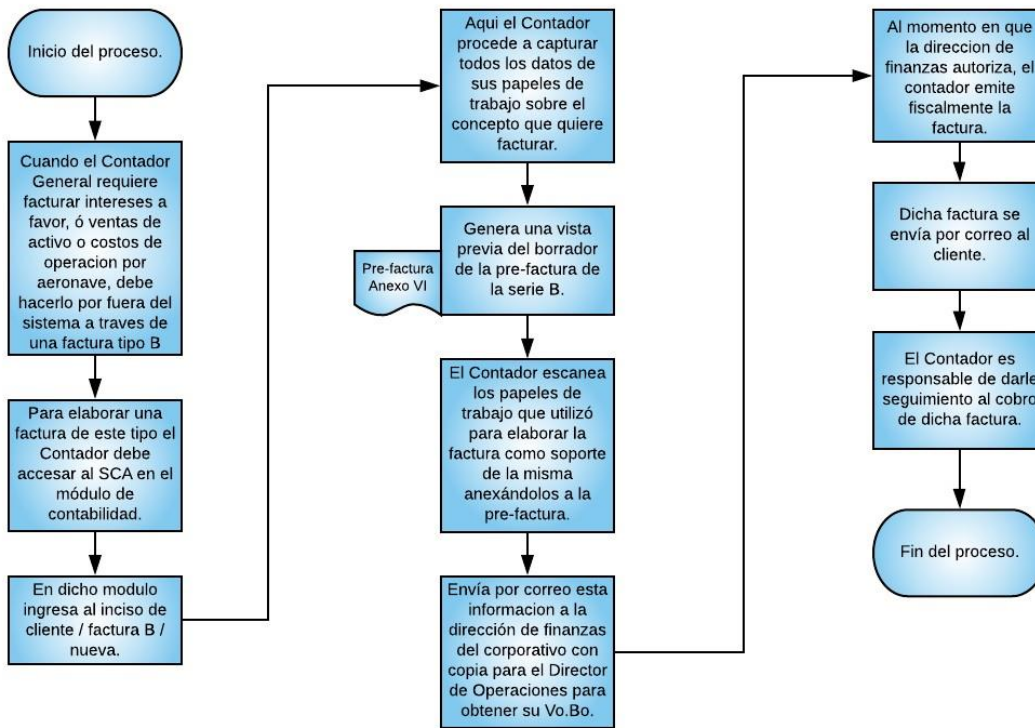 Inicio del proceso.
Cuando el Contador
General requiere
facturar intereses a
favor, ó ventas de
activo o costos de
operacion por
aeronave, debe
hacerlo por fuera del
sistema a traves de
una factura tipo B
Para elaborar una
factura de este tipo el
Contador debe
accesar al SCA en el
módulo de
contabilidad.
En dicho modulo
ingresa al inciso de
cliente / factura B /
nueva.
Aqui el Contador
procede a capturar
todos los datos de
sus papeles de
trabajo sobre el
concepto que quiere
facturar.
Genera una vista
previa del borrador
de la pre-factura de
la serie B.
Pre-factura
Anexo VI
El Contador escanea
los papeles de
trabajo que utilizó
para elaborar la
factura como soporte
de la misma
anexándolos a la
pre-factura.
Envía por correo esta
informacion a la
dirección de finanzas
del corporativo con
copia para el Director
de Operaciones para
obtener su Vo.Bo.
Al momento en que
la direccion de
finanzas autoriza, el
contador emite
fiscalmente la
factura.
Dicha factura se
envía por correo al
cliente.
El Contador es
responsable de darle
seguimiento al cobro
de dicha factura.
Fin del proceso.